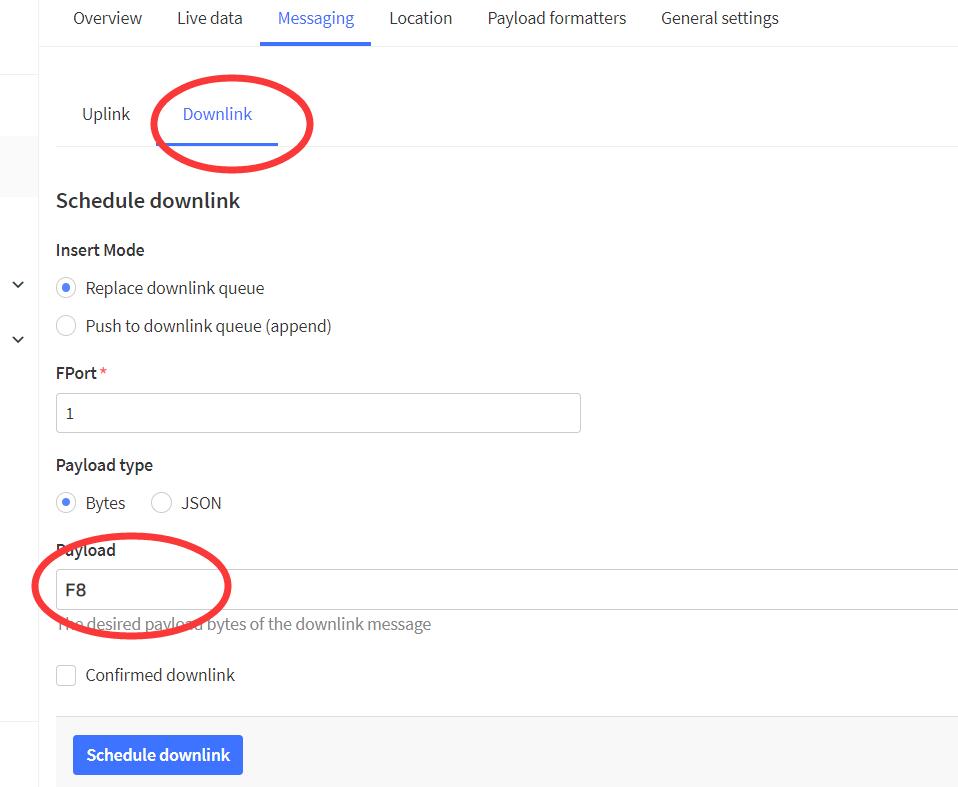 Overview Live data Messaging Location Payload formatters General settings
Uplink Downlink
Schedule downlink
Insert Mode
Replace downlink queue
Push to downlink queue (append)
FPort *
1
Payload type
Bytes JSON
Payload
F8
The desired payload bytes of the downlink message
Confirmed downlink
Schedule downlink